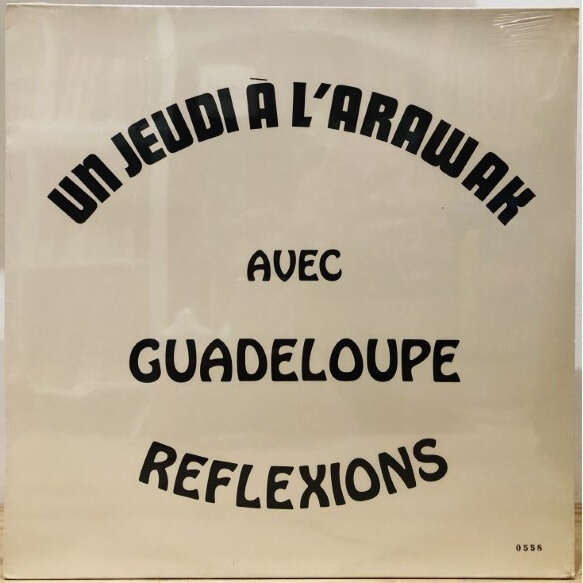 UN JEUDI À L'ARAWAK
AVEC
GUADELOUPE
REFLEXIONS
0558